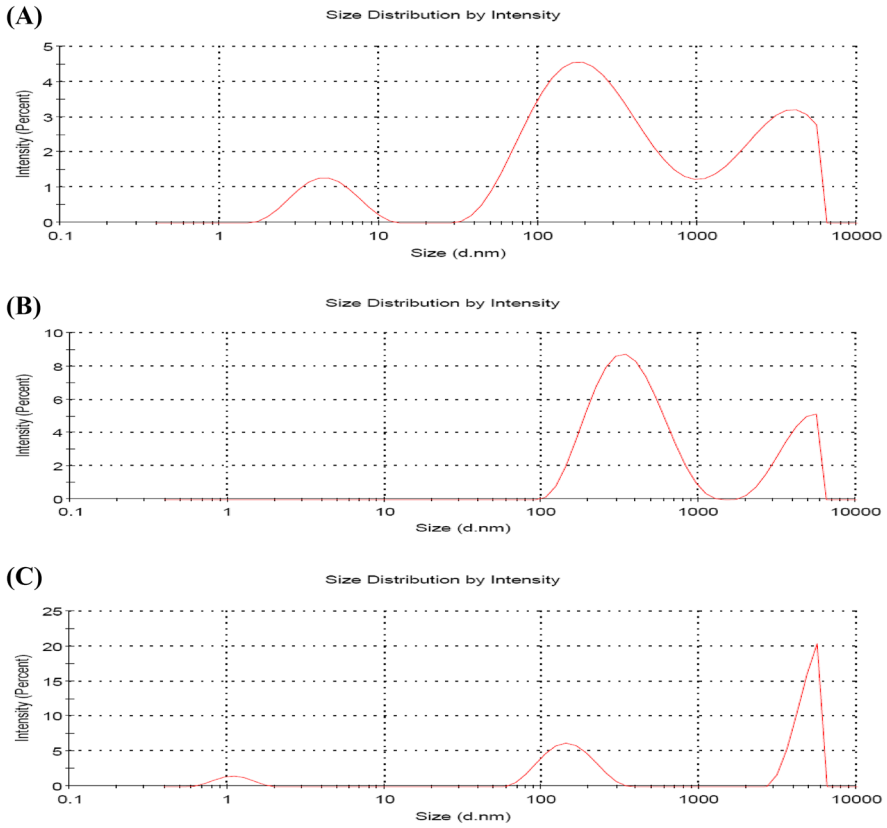 (A)
Size Distribution by Intensity
Intensity (Percent)
5
4
3
2
1
0
0.1 1 10 100 1000 10000
Size (d.nm)
(B)
Size Distribution by Intensity
Intensity (Percent)
10
8
6
4
2
0
0.1 1 10 100 1000 10000
Size (d.nm)
(C)
Size Distribution by Intensity
Intensity (Percent)
25
20
15
10
5
0
0.1 1 10 100 1000 10000
Size (d.nm)